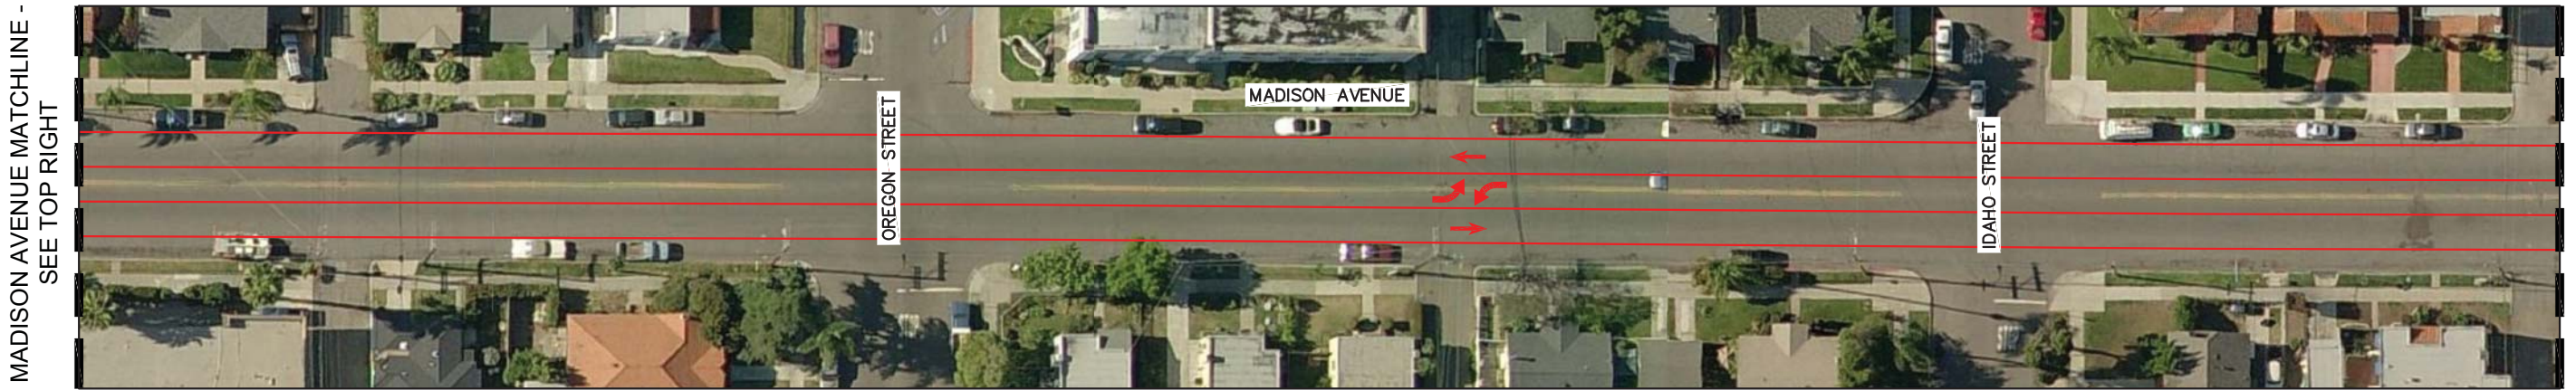 MADISON AVENUE MATCHLINE -
SEE TOP RIGHT
MADISON AVENUE
OREGON STREET
IDAHO STREET